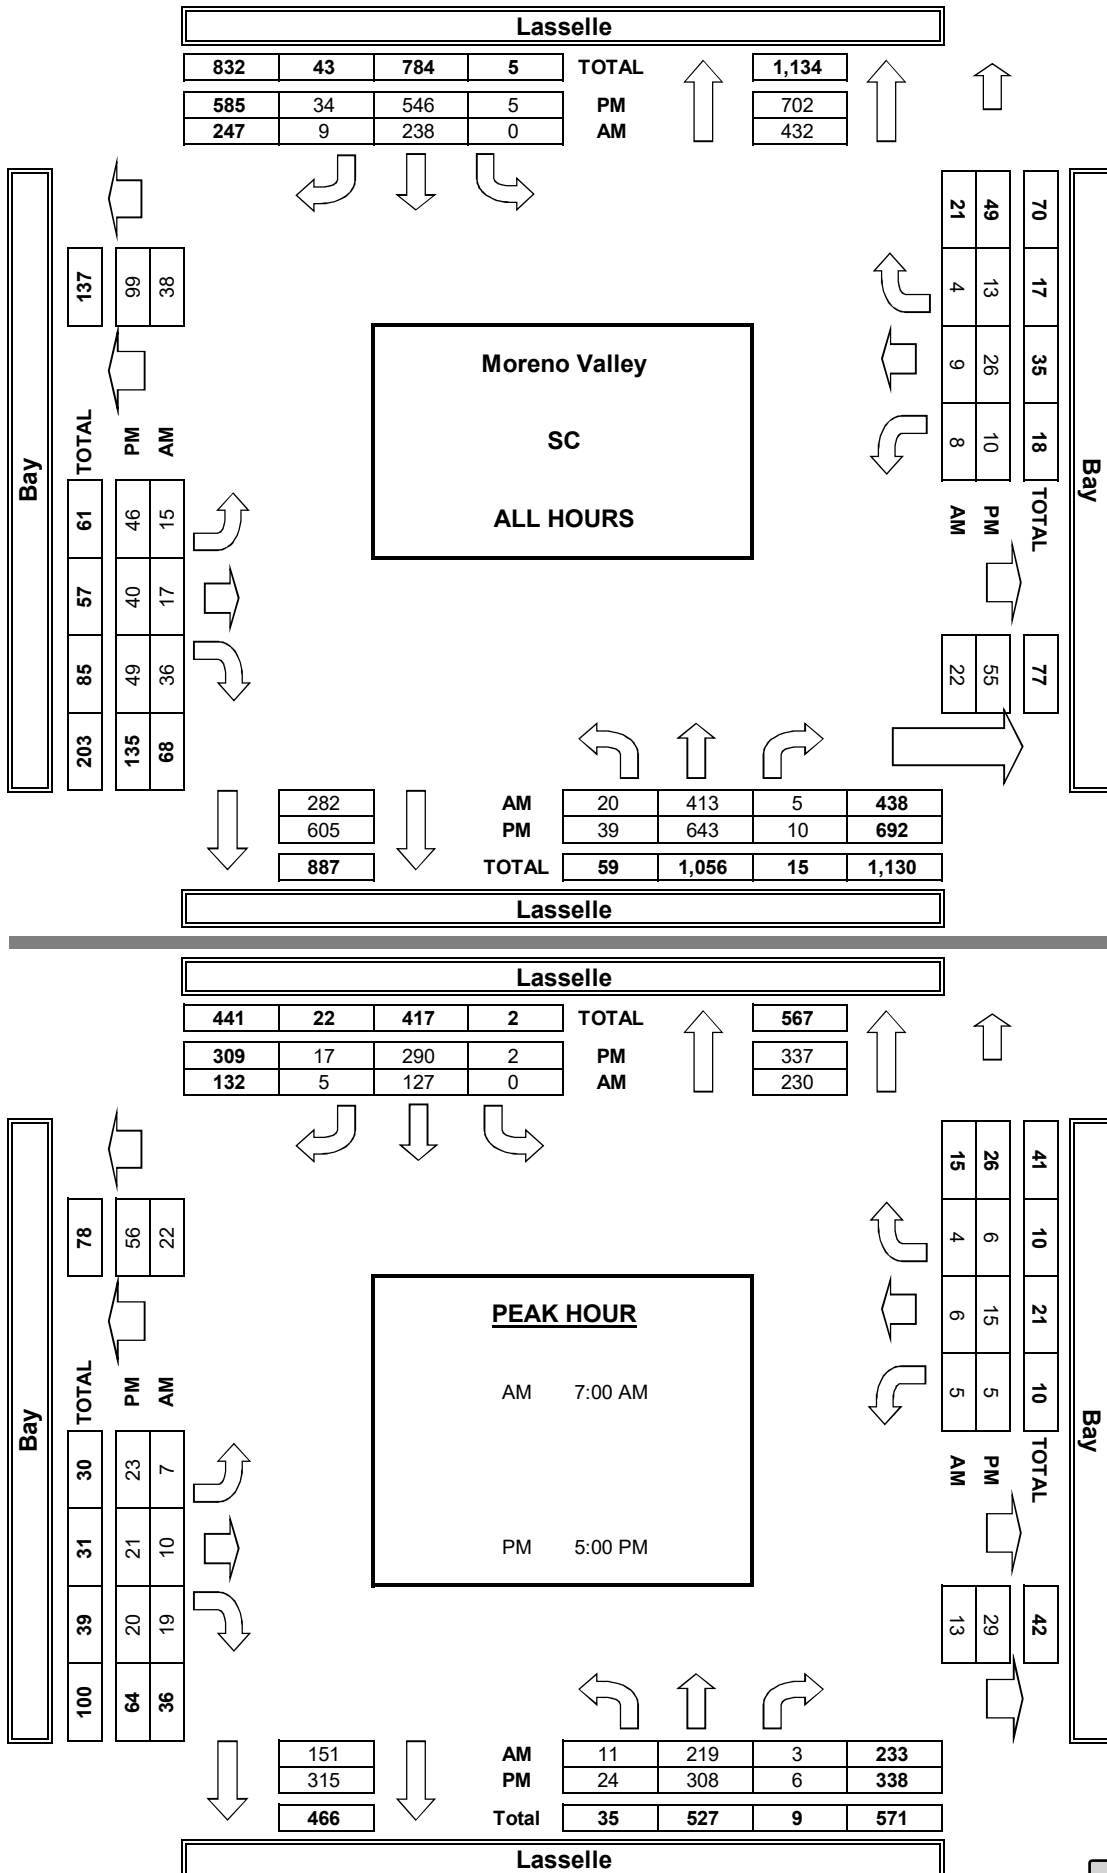 Lasselle
832 43 784 5 TOTAL 1,134
585 34 546 5 PM 702
247 9 238 0 AM 432
Bay
137 99 38
TOTAL PM AM
61 46 15
57 40 17
85 49 36
203 135 68
Moreno Valley
SC
ALL HOURS
21 49 70
4 13 17
9 26 35
8 10 18
AM PM TOTAL
22 55 77
Bay
282 AM 20 413 5 438
605 PM 39 643 10 692
887 TOTAL 59 1,056 15 1,130
Lasselle
Lasselle
441 22 417 2 TOTAL 567
309 17 290 2 PM 337
132 5 127 0 AM 230
Bay
78 56 22
TOTAL PM AM
30 23 7
31 21 10
39 20 19
100 64 36
PEAK HOUR
AM 7:00 AM
PM 5:00 PM
15 26 41
4 6 10
6 15 21
5 5 10
AM PM TOTAL
13 29 42
Bay
151 AM 11 219 3 233
315 PM 24 308 6 338
466 Total 35 527 9 571
Lasselle